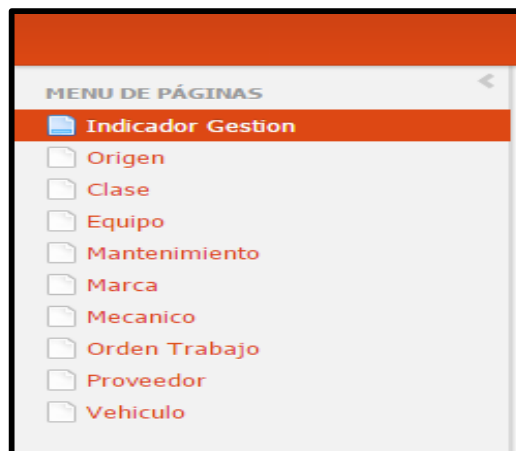 MENU DE PÁGINAS
Indicador Gestion
Origen
Clase
Equipo
Mantenimiento
Marca
Mecanico
Orden Trabajo
Proveedor
Vehiculo